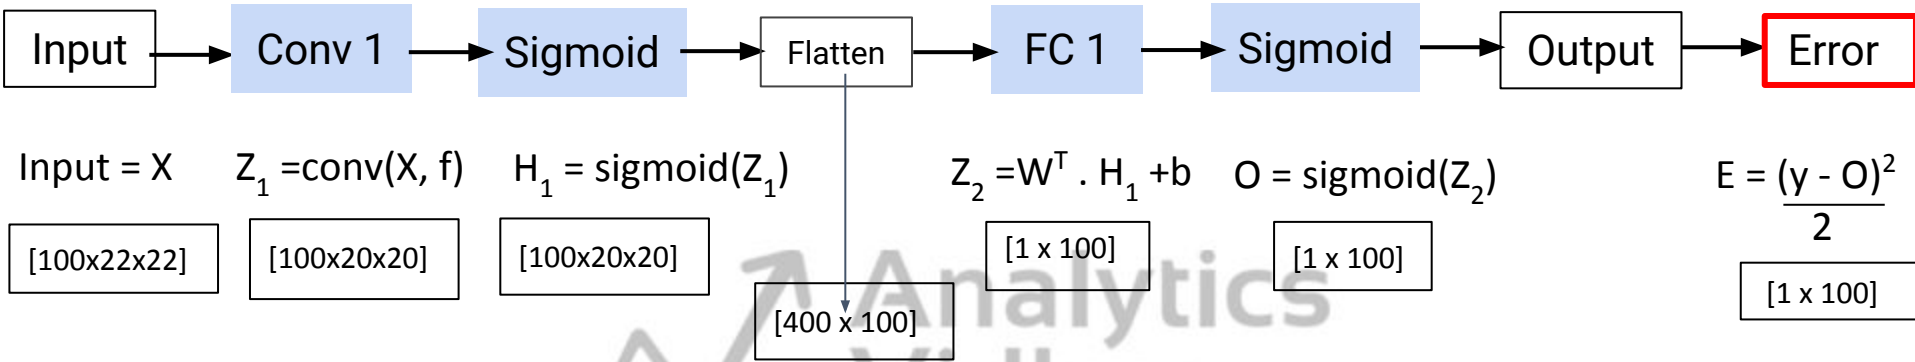 Input Conv 1 Sigmoid Flatten FC 1 Sigmoid Output Error
Input = X Z₁ =conv(X, f) H₁ = sigmoid(Z₁) Z₂ =Wᵀ . H₁ +b O = sigmoid(Z₂) E = (y - O)²
2
[100x22x22] [100x20x20] [100x20x20] [1 x 100] [1 x 100] [1 x 100]
[400 x 100]
Analytics